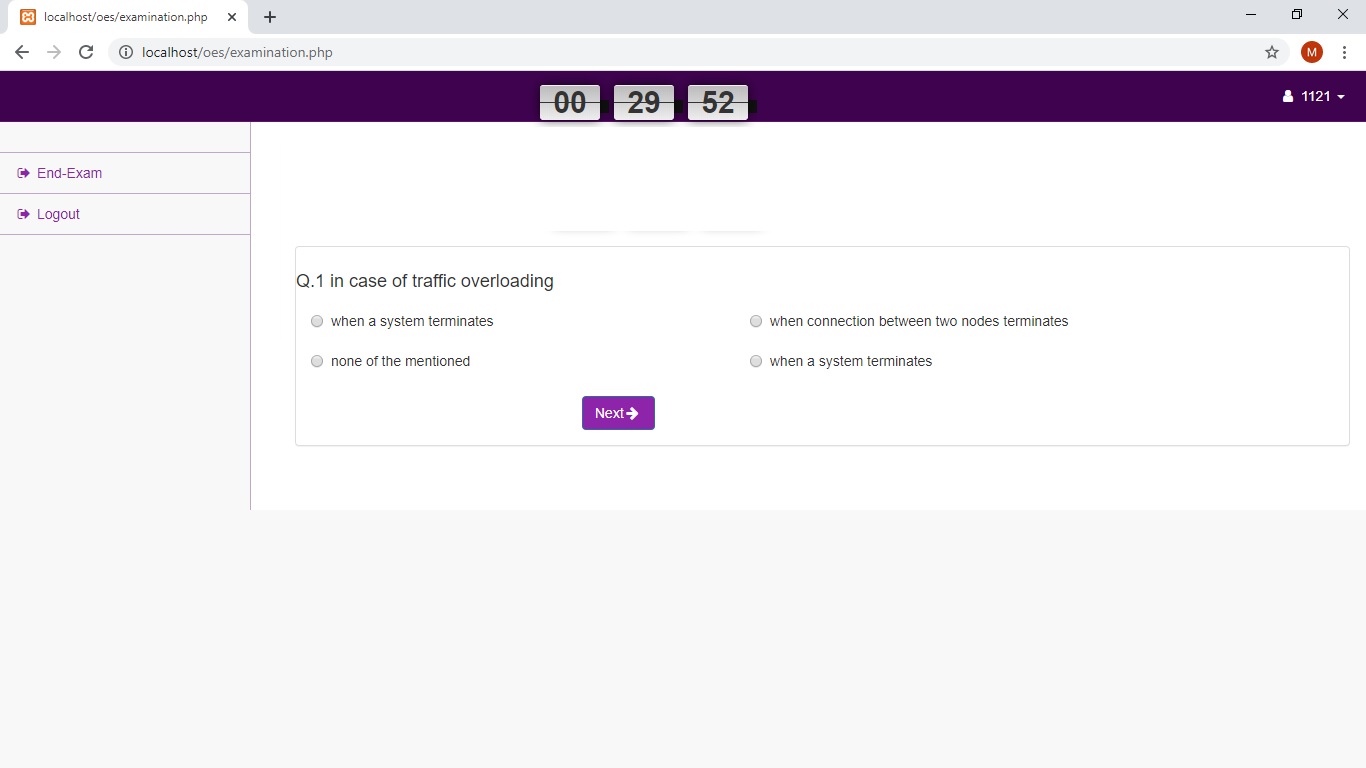 localhost/oes/examination.php
localhost/oes/examination.php
M
00 29 52
1121
End-Exam
Logout
Q.1 in case of traffic overloading
when a system terminates
when connection between two nodes terminates
none of the mentioned
when a system terminates
Next